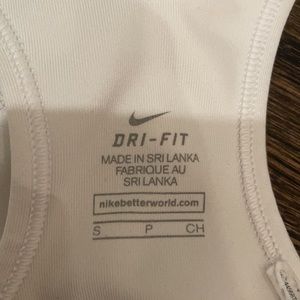 DRI-FIT
MADE IN SRI LANKA
FABRIQUE AU
SRI LANKA
nikebetterworld.com
S P CH